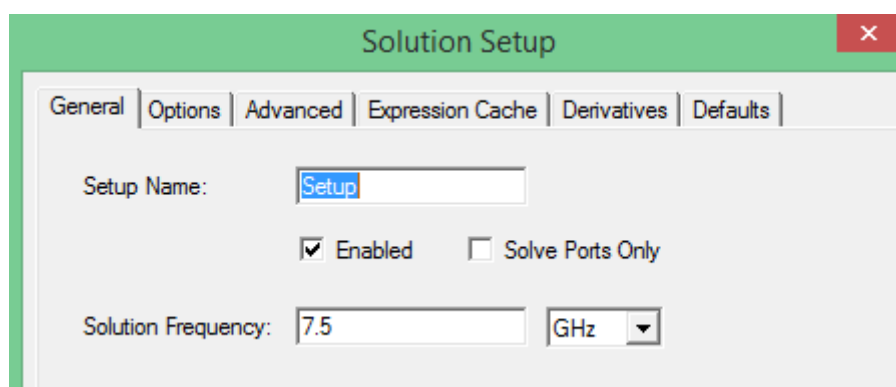 Solution Setup
General Options Advanced Expression Cache Derivatives Defaults
Setup Name: Setup
Enabled Solve Ports Only
Solution Frequency: 7.5 GHz